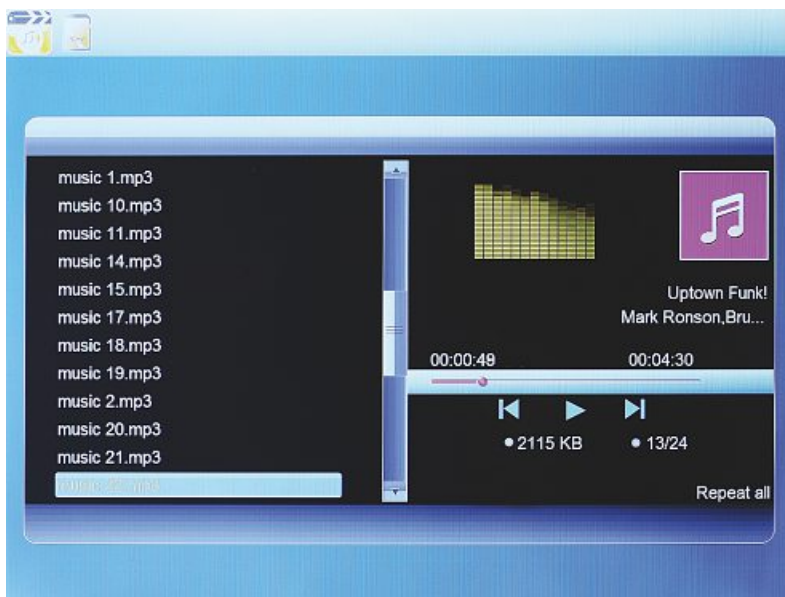 music 1.mp3
music 10.mp3
music 11.mp3
music 14.mp3
music 15.mp3
music 17.mp3
music 18.mp3
music 19.mp3
music 2.mp3
music 20.mp3
music 21.mp3
Uptown Funk!
Mark Ronson,Bru...
00:00:49
00:04:30
2115 KB
13/24
Repeat all